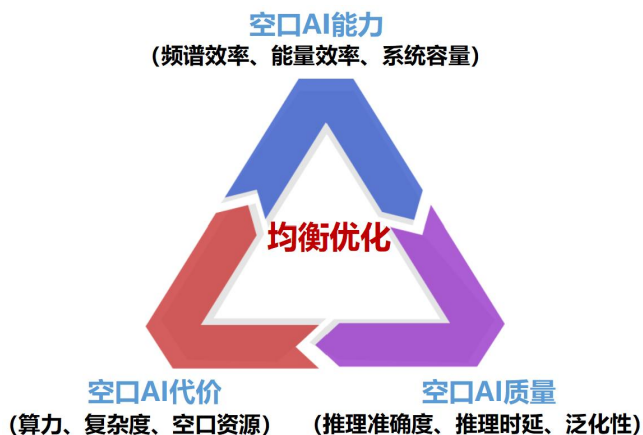 空口AI能力
（频谱效率、能量效率、系统容量）
均衡优化
空口AI代价
（算力、复杂度、空口资源）
空口AI质量
（推理准确度、推理时延、泛化性）